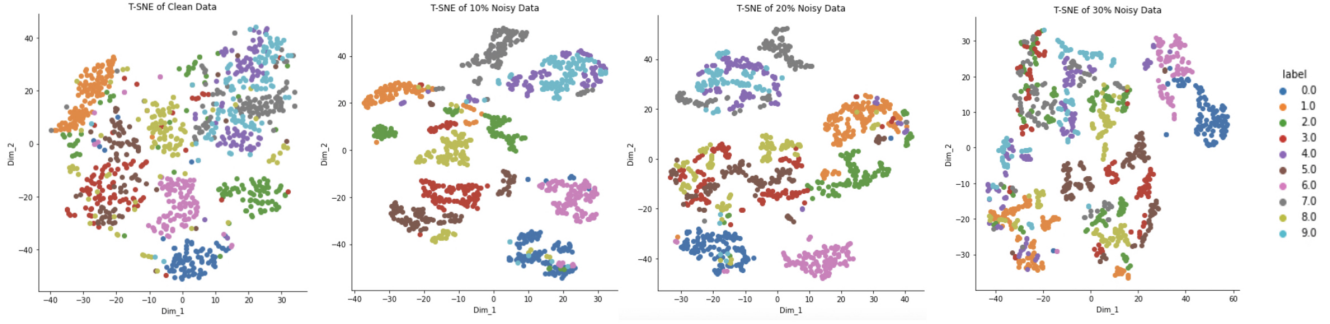 T-SNE of Clean Data
40
20
0
−20
−40
Dim_2
−40 −30 −20 −10 0 10 20 30
Dim_1
T-SNE of 10% Noisy Data
40
20
0
−20
−40
Dim_2
−40 −30 −20 −10 0 10 20 30
Dim_1
T-SNE of 20% Noisy Data
40
20
0
−20
−40
Dim_2
−30 −20 −10 0 10 20 30 40
Dim_1
T-SNE of 30% Noisy Data
30
20
10
0
−10
−20
−30
Dim_2
−40 −20 0 20 40 60
Dim_1
label
0.0
1.0
2.0
3.0
4.0
5.0
6.0
7.0
8.0
9.0